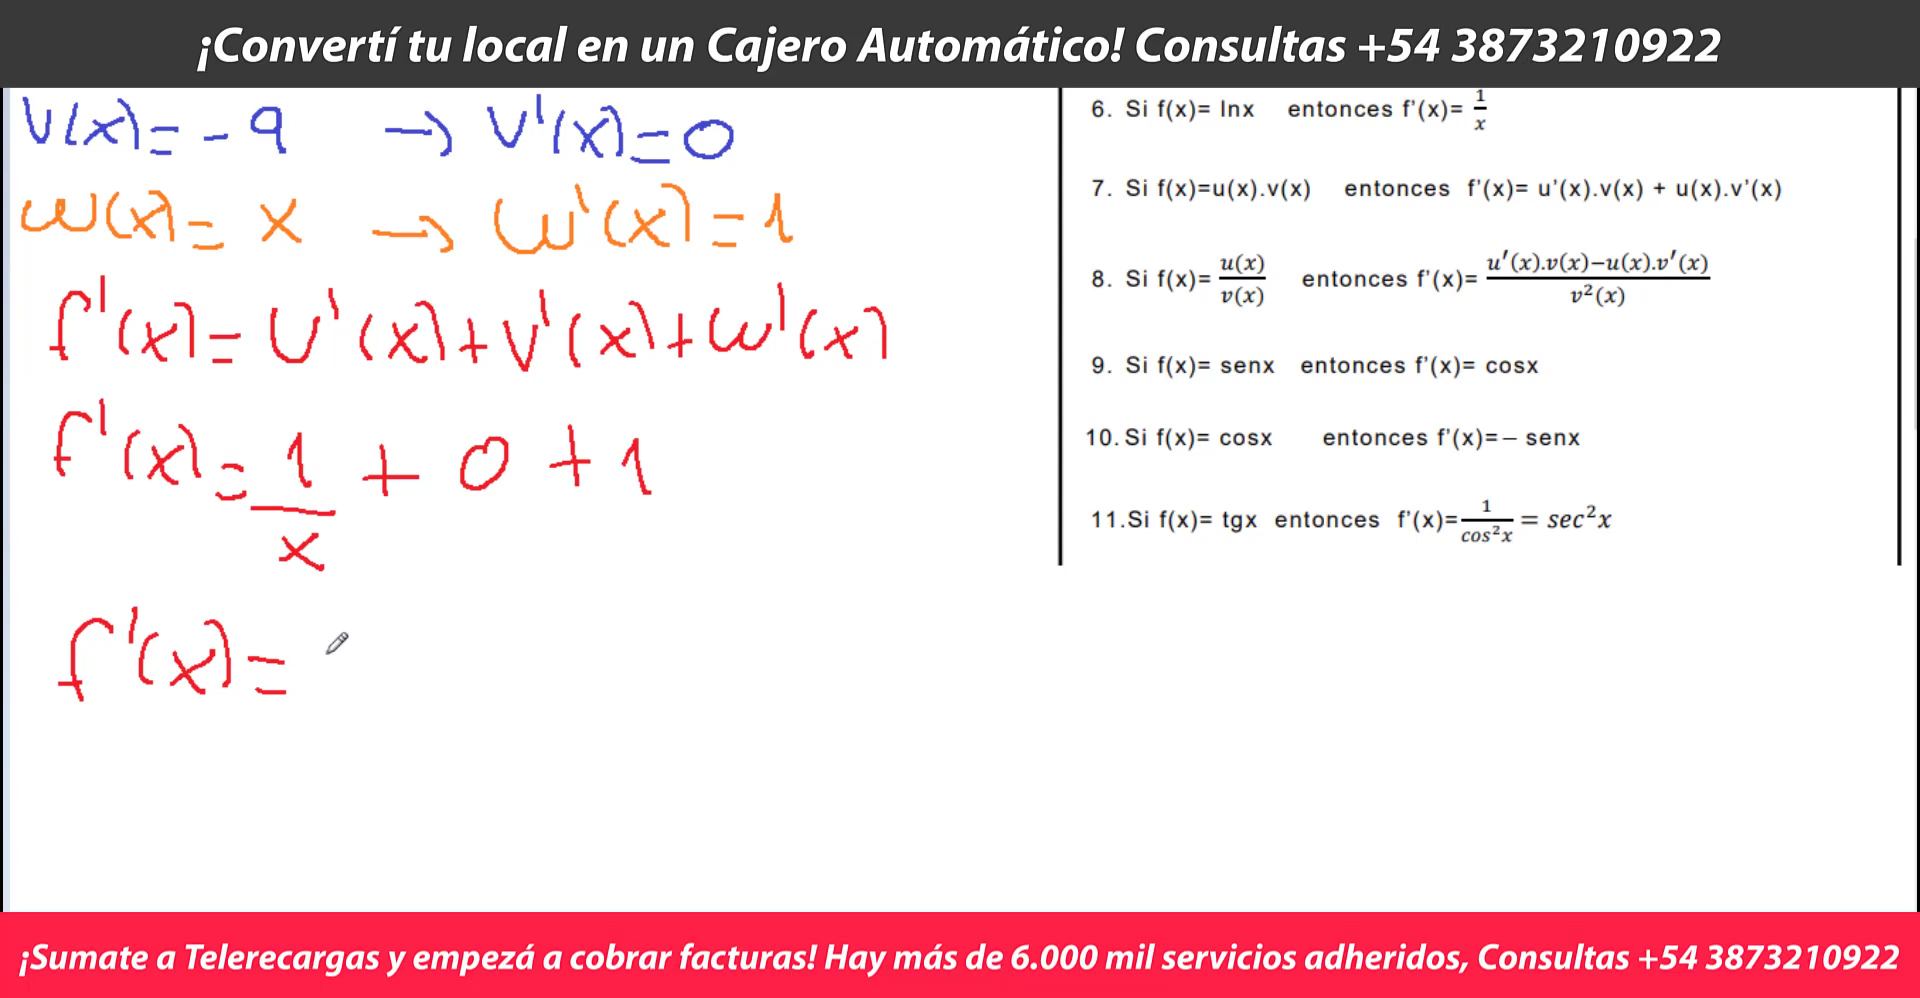 ¡Convertí tu local en un Cajero Automático! Consultas +54 3873210922
v(x)= -9 → v'(x)=0
w(x)= x → w'(x)=1
f'(x)= u'(x)+v'(x)+w'(x)
f'(x)= 1/x + 0 + 1
f'(x)=
6. Si f(x)= lnx entonces f'(x)= 1/x
7. Si f(x)=u(x).v(x) entonces f'(x)= u'(x).v(x) + u(x).v'(x)
8. Si f(x)= u(x)/v(x) entonces f'(x)= u′(x).v(x)−u(x).v′(x)/v²(x)
9. Si f(x)= senx entonces f'(x)= cosx
10. Si f(x)= cosx entonces f'(x)=– senx
11.Si f(x)= tgx entonces f'(x)= 1/cos²x = sec²x
¡Sumate a Telerecargas y empezá a cobrar facturas! Hay más de 6.000 mil servicios adheridos, Consultas +54 3873210922